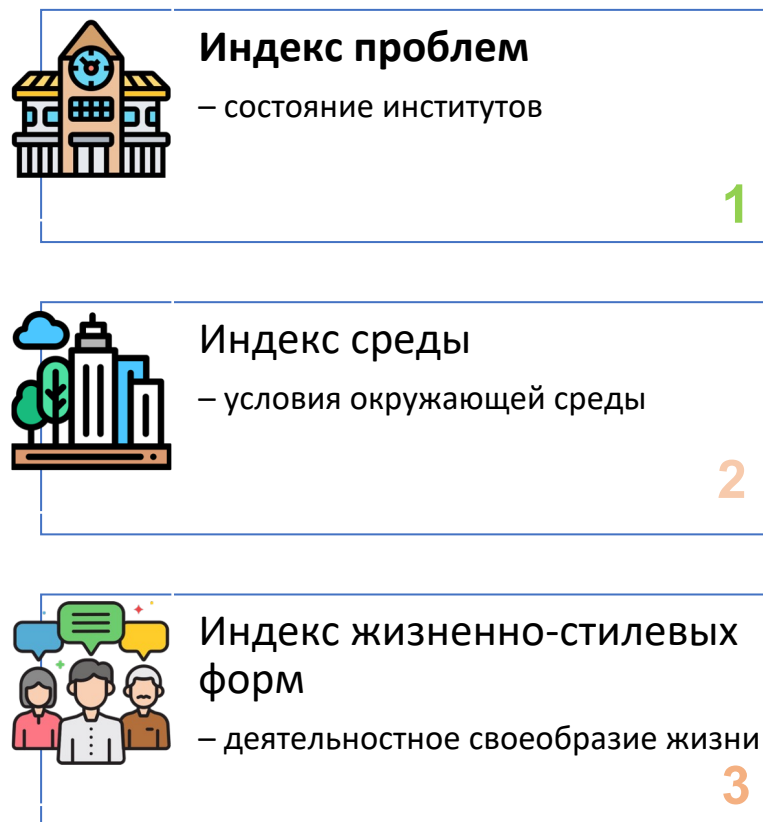 Индекс проблем
– состояние институтов
1
Индекс среды
– условия окружающей среды
2
Индекс жизненно-стилевых
форм
– деятельностное своеобразие жизни
3